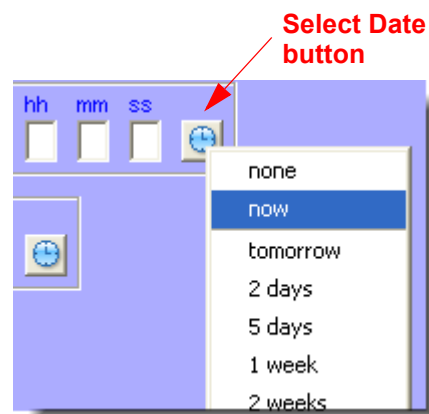 Select Date
button
hh mm ss
none
now
tomorrow
2 days
5 days
1 week
2 weeks